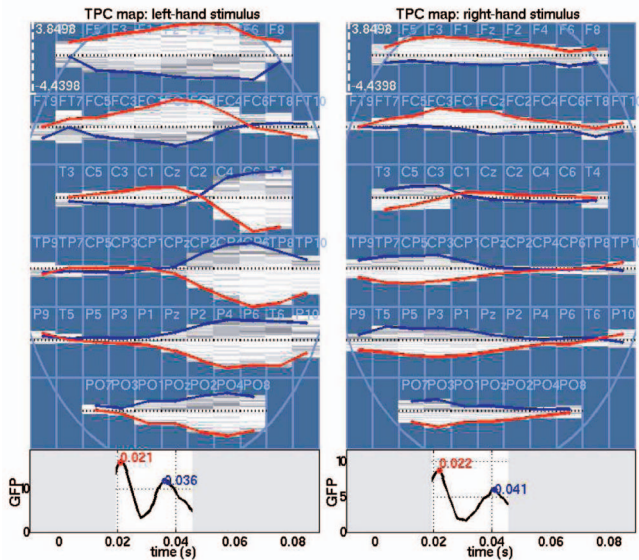 TPC map: left-hand stimulus
3.8498
F5 F3 F4 F6 F8
-4.4398
FT9 FT7 FC5 FC3 FC4 FC6 FT8 FT10
T3 C5 C3 C1 Cz C2 C4 C6 T4
TP9 TP7 CP5 CP3 CP1 CPz CP2 CP4 CP6 TP8 TP10
P9 T5 P5 P3 P1 Pz P2 P4 P6 T6 P10
PO7 PO3 PO1 POz PO2 PO4 PO8
GFP
10
0.021
0.036
0 0.02 0.04 0.06 0.08
time (s)
TPC map: right-hand stimulus
3.8498
F5 F3 F1 Fz F2 F4 F6 F8
-4.4398
FT9 FT7 FC5 FC3 FC1 FCz FC2 FC4 FC6 FT8 FT10
T3 C5 C3 C1 Cz C2 C4 C6 T4
TP9 TP7 CP5 CP3 CP1 CPz CP2 CP4 CP6 TP8 TP10
P9 T5 P5 P3 P1 Pz P2 P4 P6 T6 P10
PO7 PO3 PO1 POz PO2 PO4 PO8
GFP
10
5
0
0.022
0.041
0 0.02 0.04 0.06 0.08
time (s)